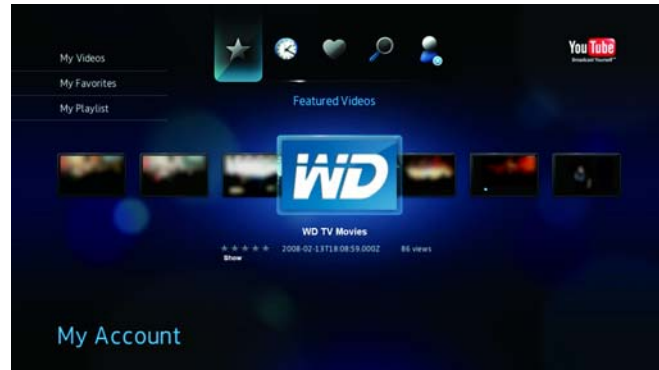 My Videos
My Favorites
My Playlist
You Tube
Broadcast Yourself™
Featured Videos
WD
WD TV Movies
2008-02-13T18:08:59.000Z 86 views
Show
My Account